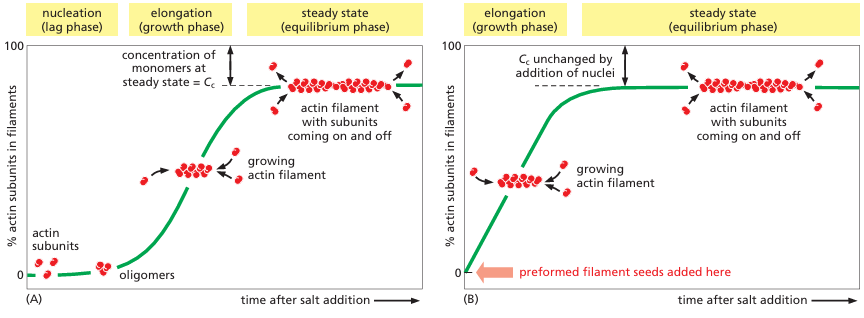 nucleation
(lag phase)
elongation
(growth phase)
steady state
(equilibrium phase)
100
concentration of
monomers at
steady state = Cc
actin filament
with subunits
coming on and off
growing
actin filament
% actin subunits in filaments
actin
subunits
oligomers
0
(A)
time after salt addition
elongation
(growth phase)
steady state
(equilibrium phase)
100
Cc unchanged by
addition of nuclei
actin filament
with subunits
coming on and off
growing
actin filament
% actin subunits in filaments
0
preformed filament seeds added here
(B)
time after salt addition